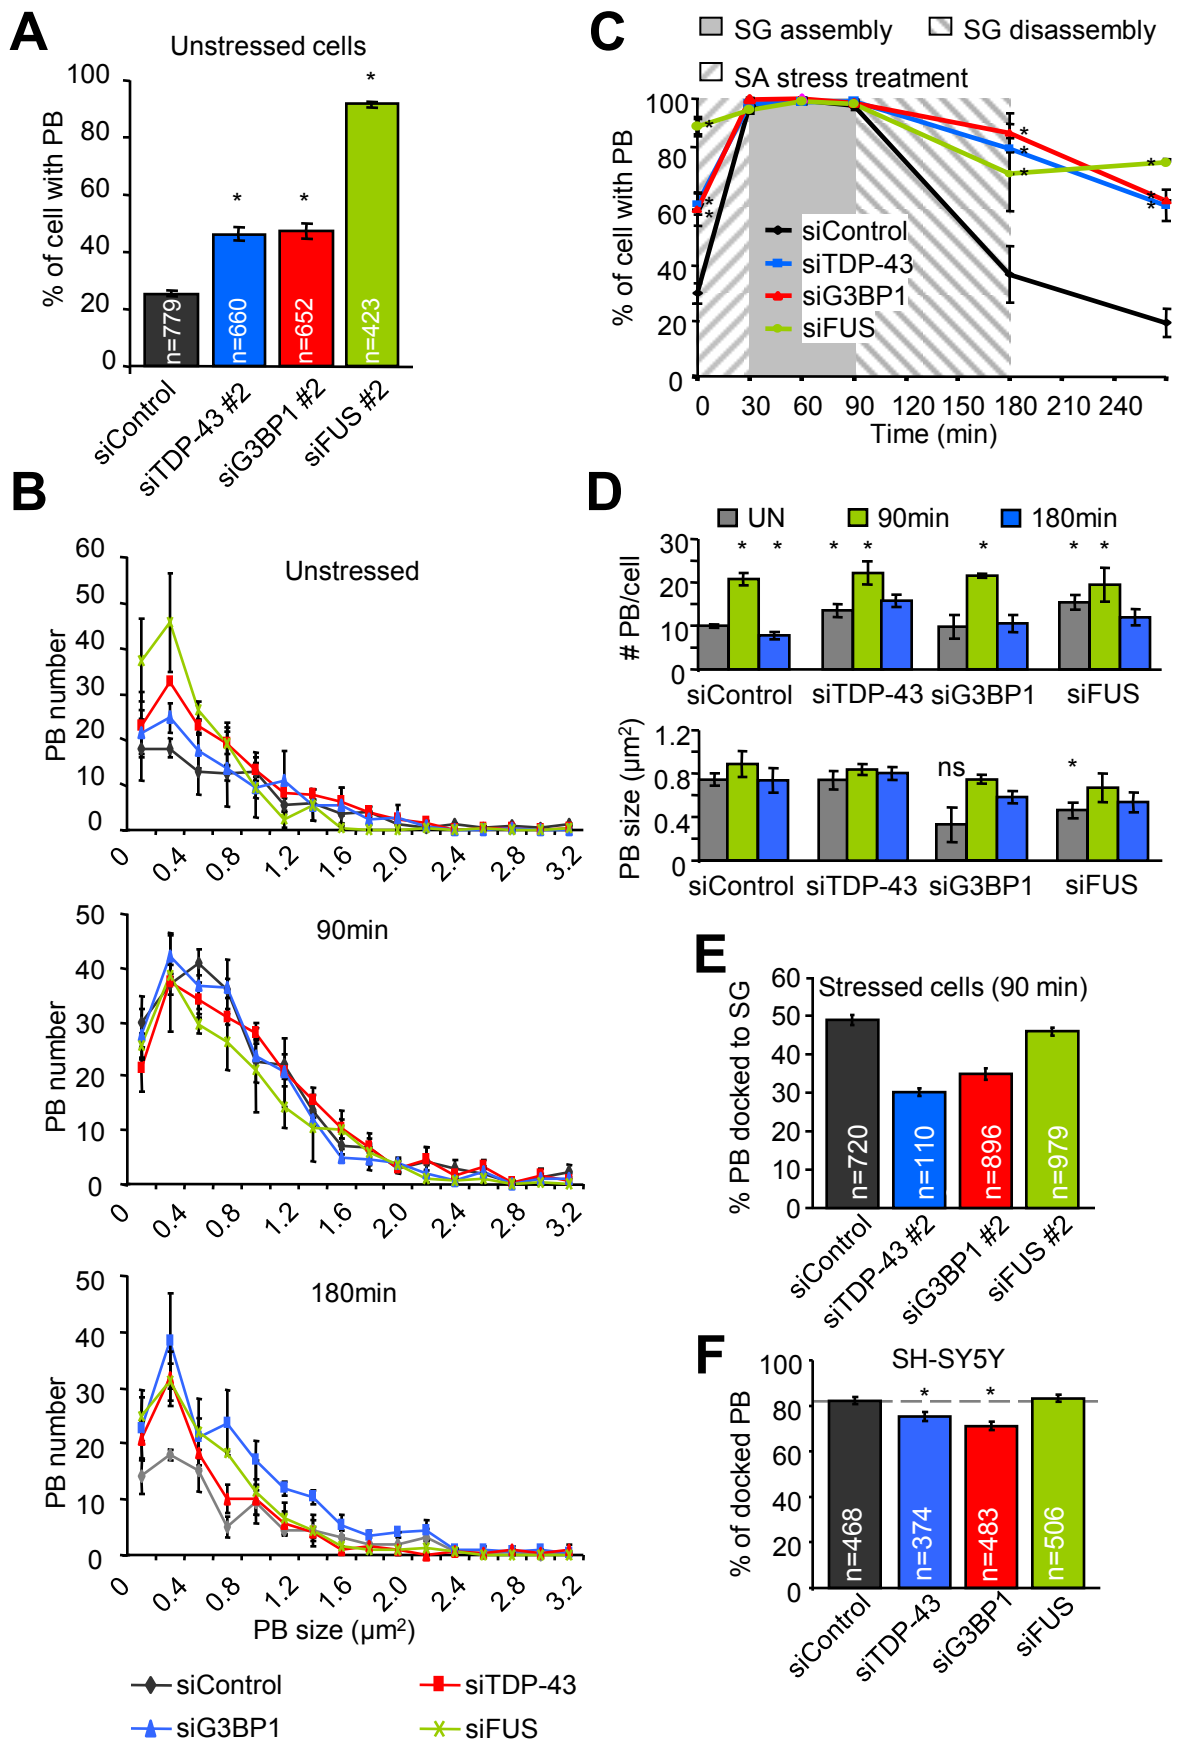 A
Unstressed cells
% of cell with PB
100
80
60
40
20
0
*
*
*
n=779
n=660
n=652
n=423
siControl
siTDP-43 #2
siG3BP1 #2
siFUS #2
C
SG assembly
SG disassembly
SA stress treatment
% of cell with PB
100
80
60
40
20
0
*
*
*
*
*
*
*
*
*
siControl
siTDP-43
siG3BP1
siFUS
0 30 60 90 120 150 180 210 240
Time (min)
B
Unstressed
PB number
60
50
40
30
20
10
0
0 0.4 0.8 1.2 1.6 2.0 2.4 2.8 3.2
90min
PB number
50
40
30
20
10
0
0 0.4 0.8 1.2 1.6 2.0 2.4 2.8 3.2
180min
PB number
50
40
30
20
10
0
0 0.4 0.8 1.2 1.6 2.0 2.4 2.8 3.2
PB size (µm²)
siControl
siTDP-43
siG3BP1
siFUS
D
UN
90min
180min
# PB/cell
30
20
10
0
* * * * * * *
siControl
siTDP-43
siG3BP1
siFUS
PB size (µm²)
1.2
0.8
0.4
0
ns
*
siControl
siTDP-43
siG3BP1
siFUS
E
Stressed cells (90 min)
% PB docked to SG
60
50
40
30
20
10
0
n=720
n=110
n=896
n=979
siControl
siTDP-43 #2
siG3BP1 #2
siFUS #2
F
SH-SY5Y
% of docked PB
100
80
60
40
20
0
*
*
n=468
n=374
n=483
n=506
siControl
siTDP-43
siG3BP1
siFUS